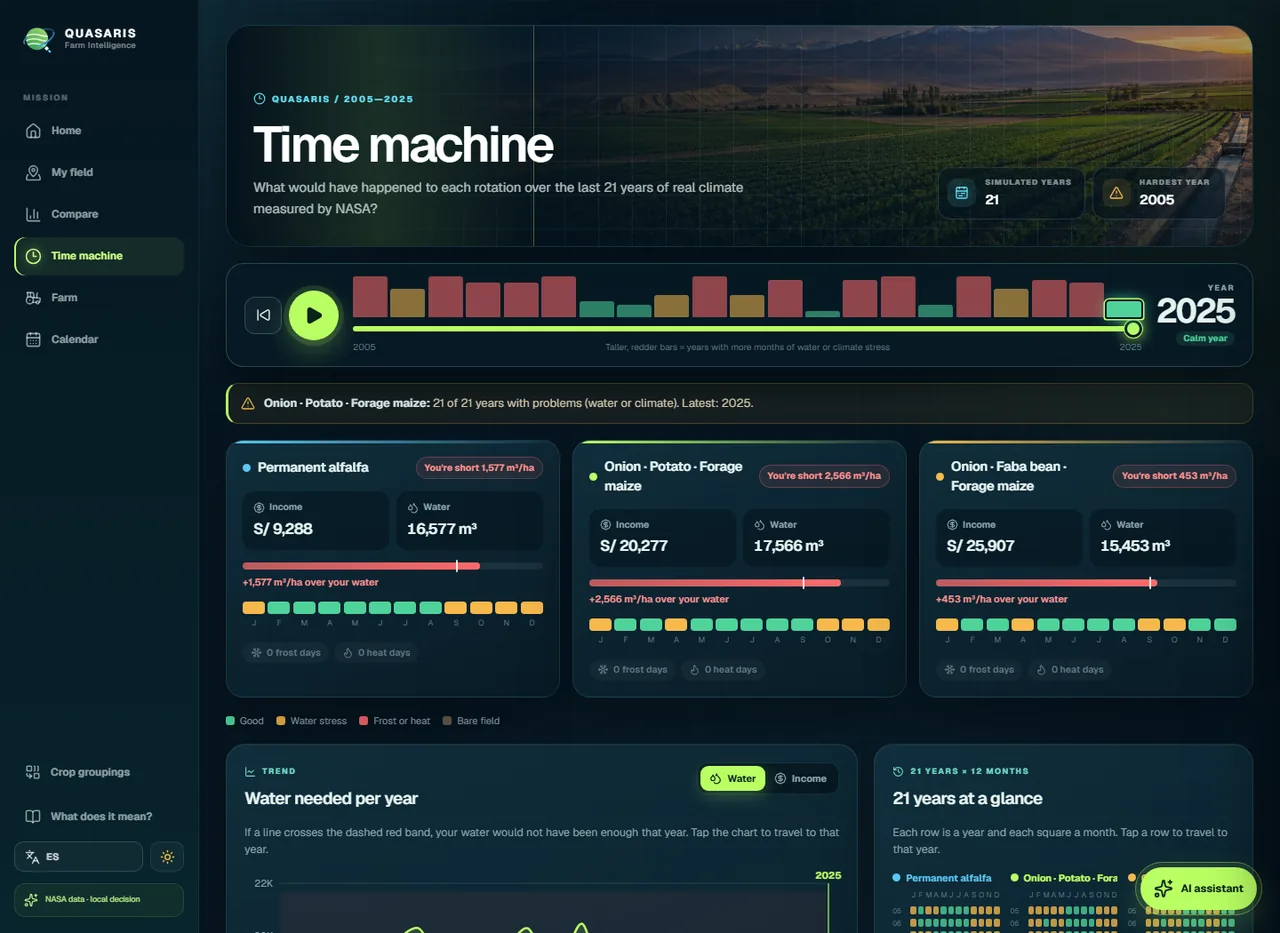 QUASARIS
Farm Intelligence
MISSION
Home
My field
Compare
Time machine
Farm
Calendar
Crop groupings
What does it mean?
ES
NASA data · local decision
QUASARIS / 2005—2025
Time machine
What would have happened to each rotation over the last 21 years of real climate
measured by NASA?
SIMULATED YEARS
21
HARDEST YEAR
2005
2005
Taller, redder bars = years with more months of water or climate stress
2025
YEAR
2025
Calm year
Onion · Potato · Forage maize: 21 of 21 years with problems (water or climate). Latest: 2025.
Permanent alfalfa
You're short 1,577 m³/ha
Income
S/ 9,288
Water
16,577 m³
+1,577 m³/ha over your water
J F M A M J J A S O N D
0 frost days
0 heat days
Onion · Potato · Forage
maize
You're short 2,566 m³/ha
Income
S/ 20,277
Water
17,566 m³
+2,566 m³/ha over your water
J F M A M J J A S O N D
0 frost days
0 heat days
Onion · Faba bean ·
Forage maize
You're short 453 m³/ha
Income
S/ 25,907
Water
15,453 m³
+453 m³/ha over your water
J F M A M J J A S O N D
0 frost days
0 heat days
Good
Water stress
Frost or heat
Bare field
TREND
Water needed per year
Water
Income
If a line crosses the dashed red band, your water would not have been enough that year. Tap the chart to travel to that
year.
2025
22K
21 YEARS × 12 MONTHS
21 years at a glance
Each row is a year and each square a month. Tap a row to travel to
that year.
Permanent alfalfa
Onion · Potato · Fora
J F M A M J J A S O N D
J F M A M J J A S O N D
05
05
05
06
06
06
AI assistant